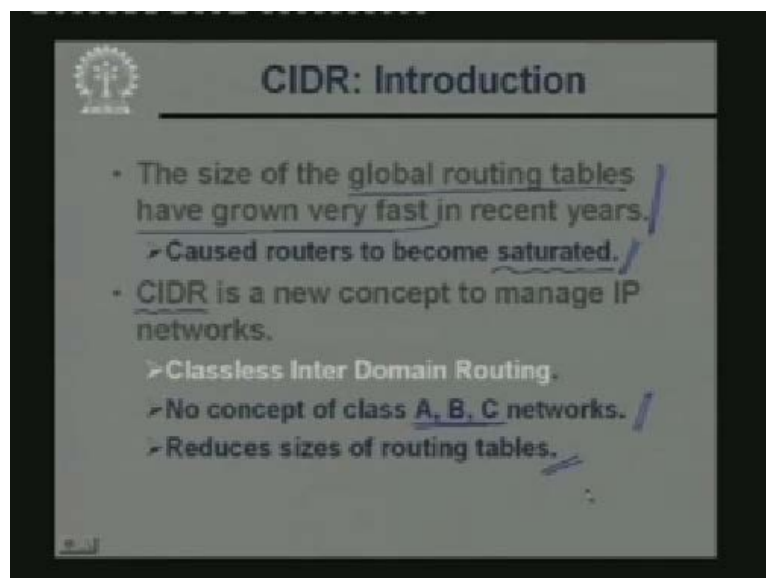 CIDR: Introduction
• The size of the global routing tables
have grown very fast in recent years.
➢Caused routers to become saturated.
• CIDR is a new concept to manage IP
networks.
➢Classless Inter Domain Routing.
➢No concept of class A, B, C networks.
➢Reduces sizes of routing tables.